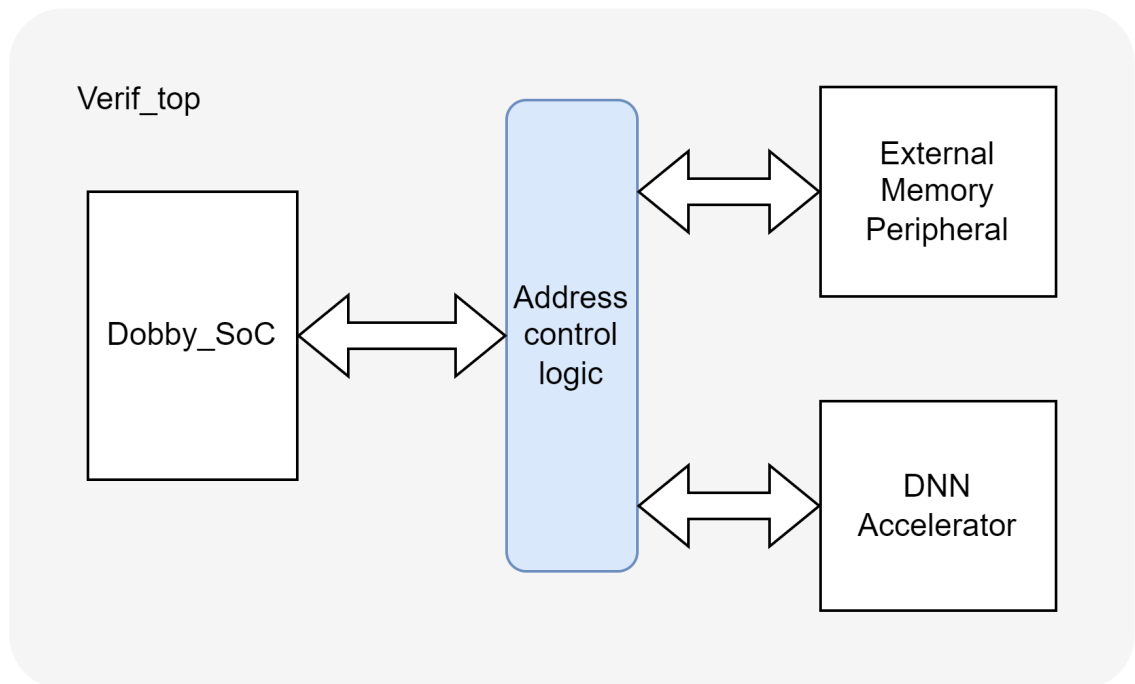 Verif_top
Dobby_SoC
Address
control
logic
External
Memory
Peripheral
DNN
Accelerator